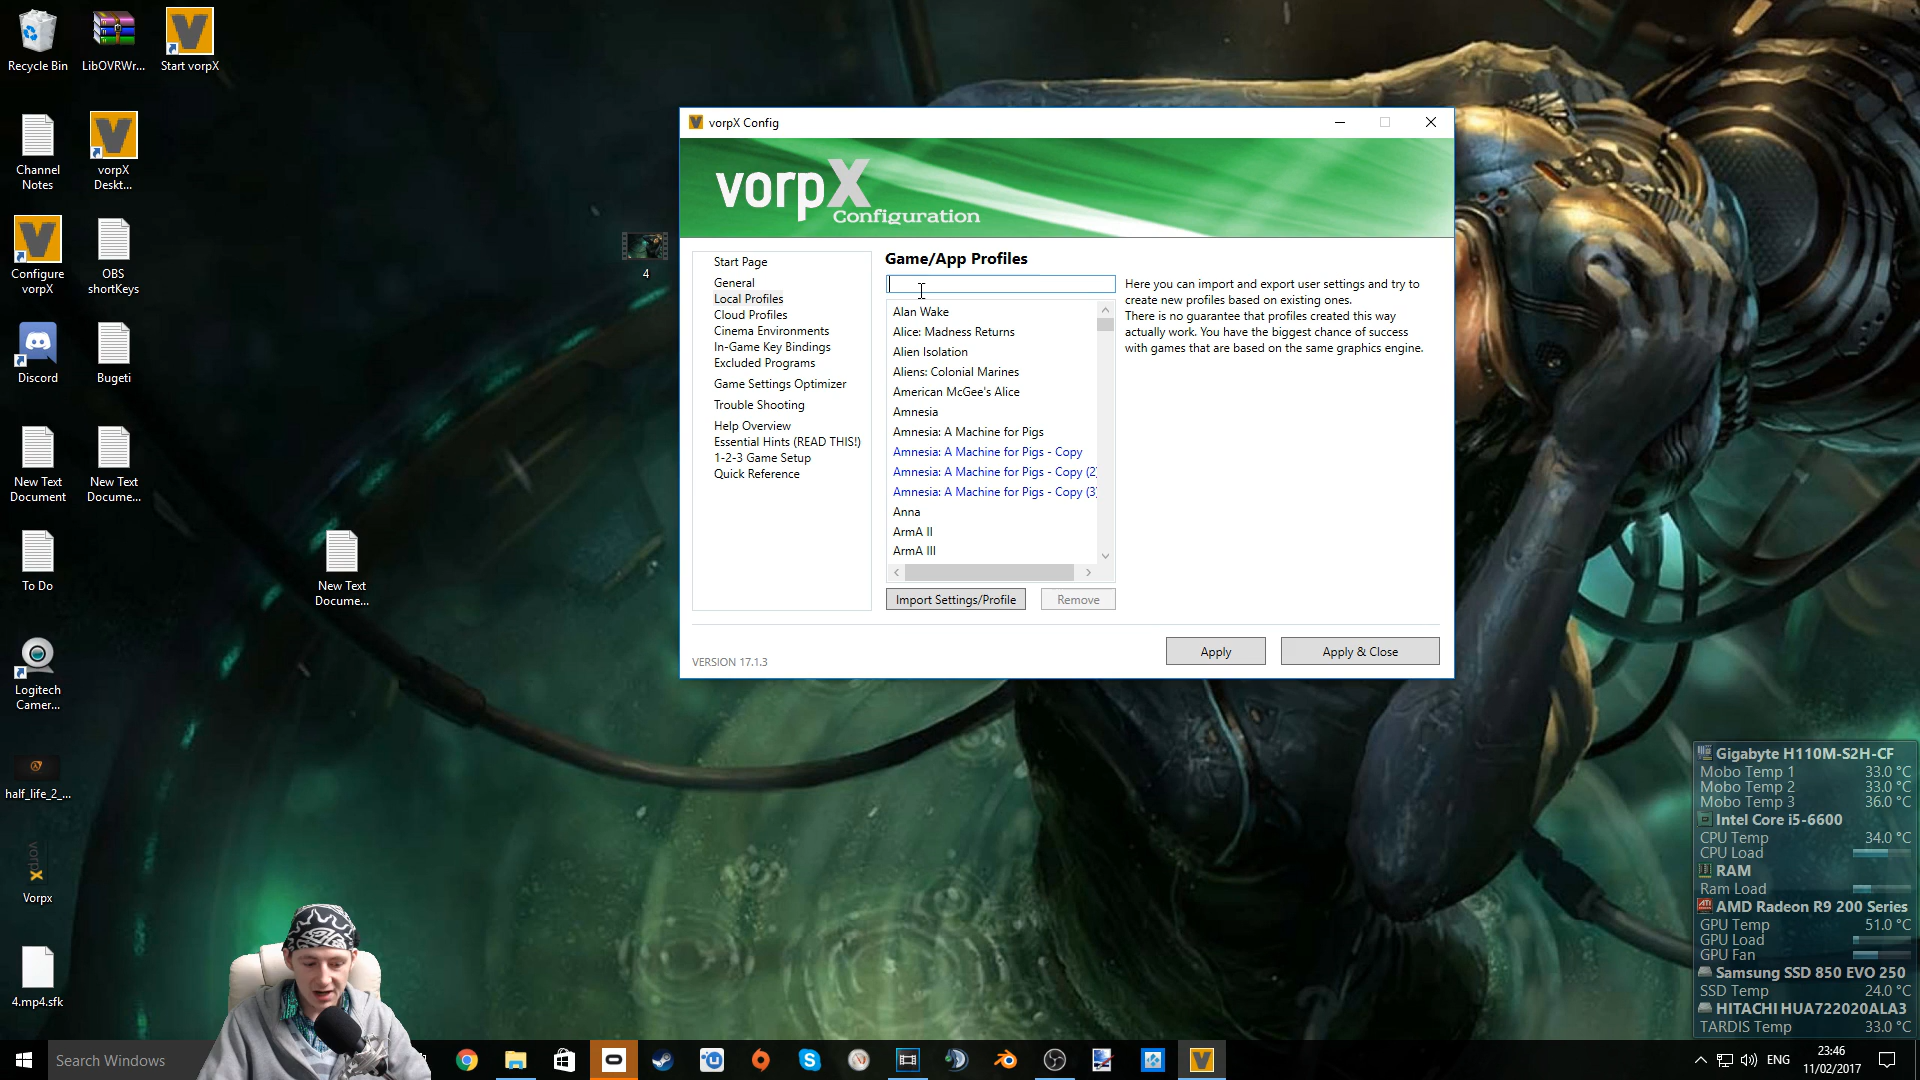 Recycle Bin
LibOVRWr...
Start vorpX
Channel
Notes
vorpX
Deskt...
Configure
vorpX
OBS
shortKeys
Discord
Bugeti
New Text
Document
New Text
Docume...
To Do
New Text
Docume...
Logitech
Camer...
half_life_2_...
vorpx
Vorpx
4.mp4.sfk
4
vorpX Config
vorpX
Configuration
Start Page
General
Local Profiles
Cloud Profiles
Cinema Environments
In-Game Key Bindings
Excluded Programs
Game Settings Optimizer
Trouble Shooting
Help Overview
Essential Hints (READ THIS!)
1-2-3 Game Setup
Quick Reference
Game/App Profiles
Alan Wake
Alice: Madness Returns
Alien Isolation
Aliens: Colonial Marines
American McGee's Alice
Amnesia
Amnesia: A Machine for Pigs
Amnesia: A Machine for Pigs - Copy
Amnesia: A Machine for Pigs - Copy (2)
Amnesia: A Machine for Pigs - Copy (3)
Anna
ArmA II
ArmA III
Import Settings/Profile
Remove
Here you can import and export user settings and try to
create new profiles based on existing ones.
There is no guarantee that profiles created this way
actually work. You have the biggest chance of success
with games that are based on the same graphics engine.
VERSION 17.1.3
Apply
Apply & Close
Gigabyte H110M-S2H-CF
Mobo Temp 1 33.0 °C
Mobo Temp 2 33.0 °C
Mobo Temp 3 36.0 °C
Intel Core i5-6600
CPU Temp 34.0 °C
CPU Load
RAM
Ram Load
AMD Radeon R9 200 Series
GPU Temp 51.0 °C
GPU Load
GPU Fan
Samsung SSD 850 EVO 250
SSD Temp 24.0 °C
HITACHI HUA722020ALA3
TARDIS Temp 33.0 °C
Search Windows
ENG
23:46
11/02/2017